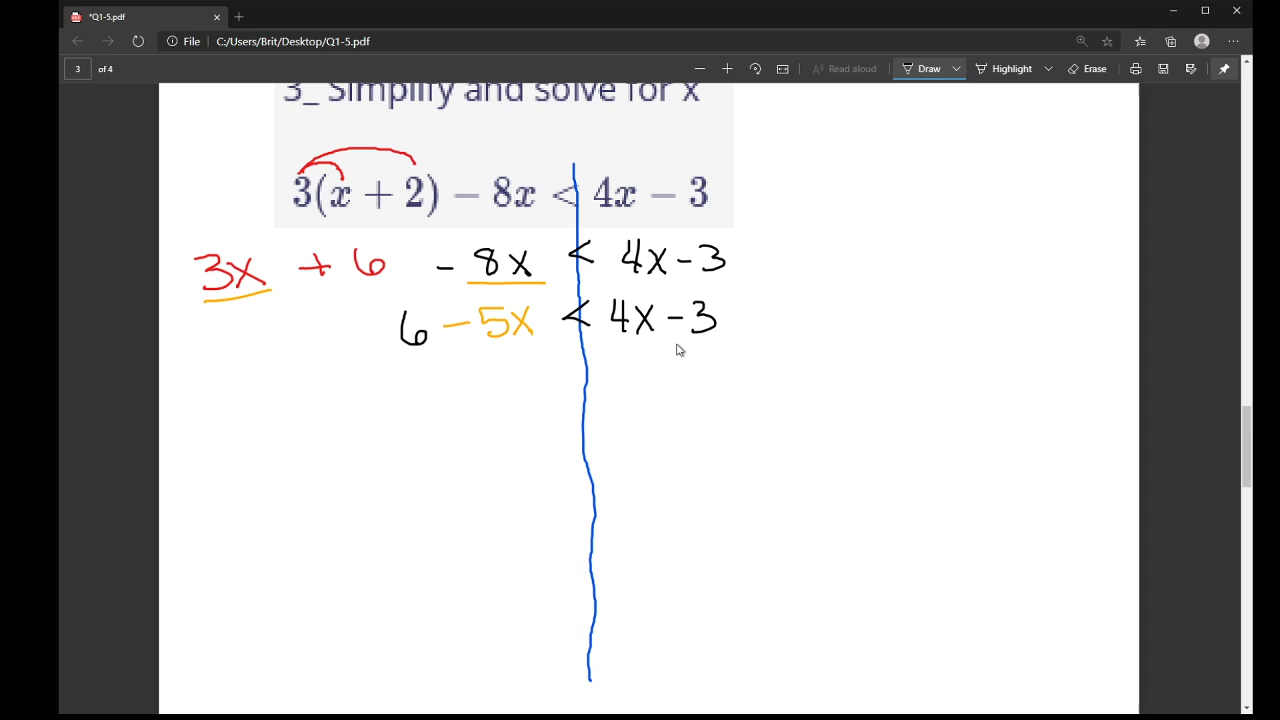 *Q1-5.pdf
File | C:/Users/Brit/Desktop/Q1-5.pdf
3 of 4 Read aloud Draw Highlight Erase
3_ Simplify and solve for x
3(x + 2) − 8x < 4x − 3
3x + 6 - 8x < 4x-3
6 - 5x < 4x-3